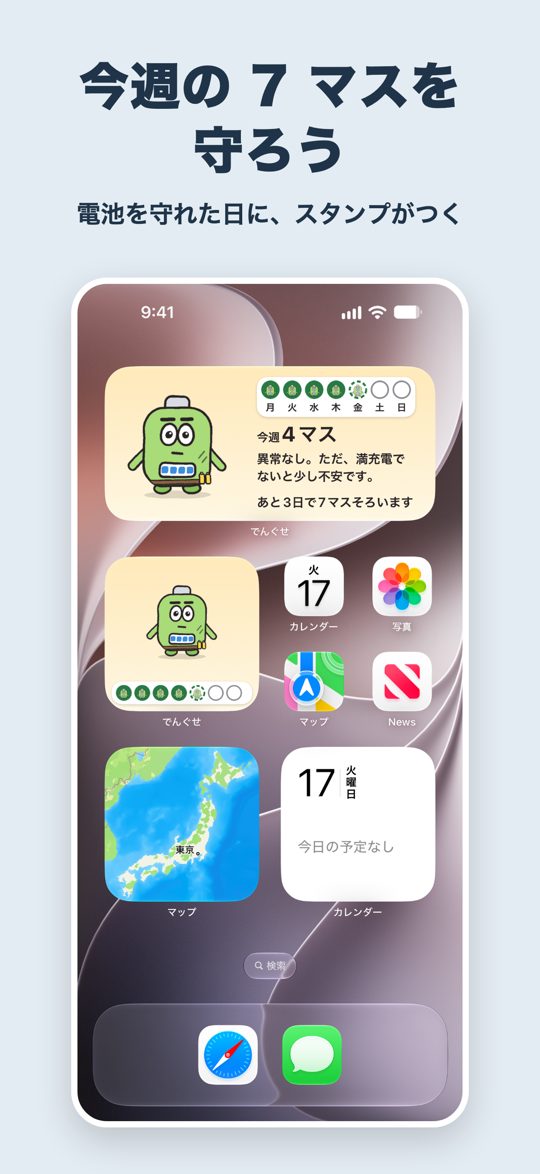 今週の 7 マスを
守ろう
電池を守れた日に、スタンプがつく
9:41
月 火 水 木 金 土 日
今週4マス
異常なし。ただ、満充電で
ないと少し不安です。
あと3日で7マスそろいます
でんぐせ
火
17
カレンダー
写真
でんぐせ
マップ
News
17 火曜日
今日の予定なし
東京
マップ
カレンダー
検索